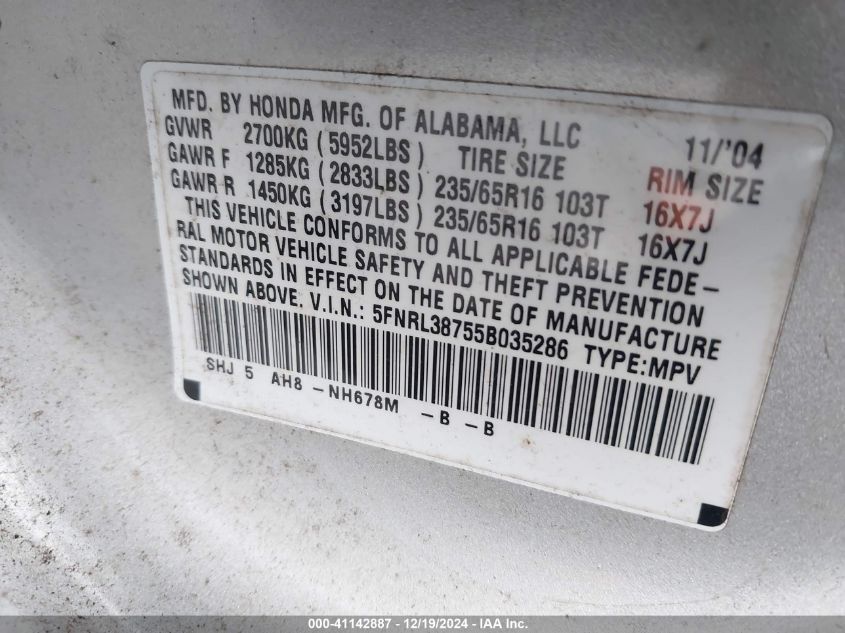 MFD. BY HONDA MFG. OF ALABAMA, LLC 11/'04
GVWR 2700KG (5952LBS) TIRE SIZE RIM SIZE
GAWR F 1285KG (2833LBS) 235/65R16 103T 16X7J
GAWR R 1450KG (3197LBS) 235/65R16 103T 16X7J
THIS VEHICLE CONFORMS TO ALL APPLICABLE FEDE-
RAL MOTOR VEHICLE SAFETY AND THEFT PREVENTION
STANDARDS IN EFFECT ON THE DATE OF MANUFACTURE
SHOWN ABOVE. V.I.N.: 5FNRL38755B035286 TYPE:MPV
SHJ 5 AH8 -NH678M -B -B
000-41142887 - 12/19/2024 - IAA Inc.